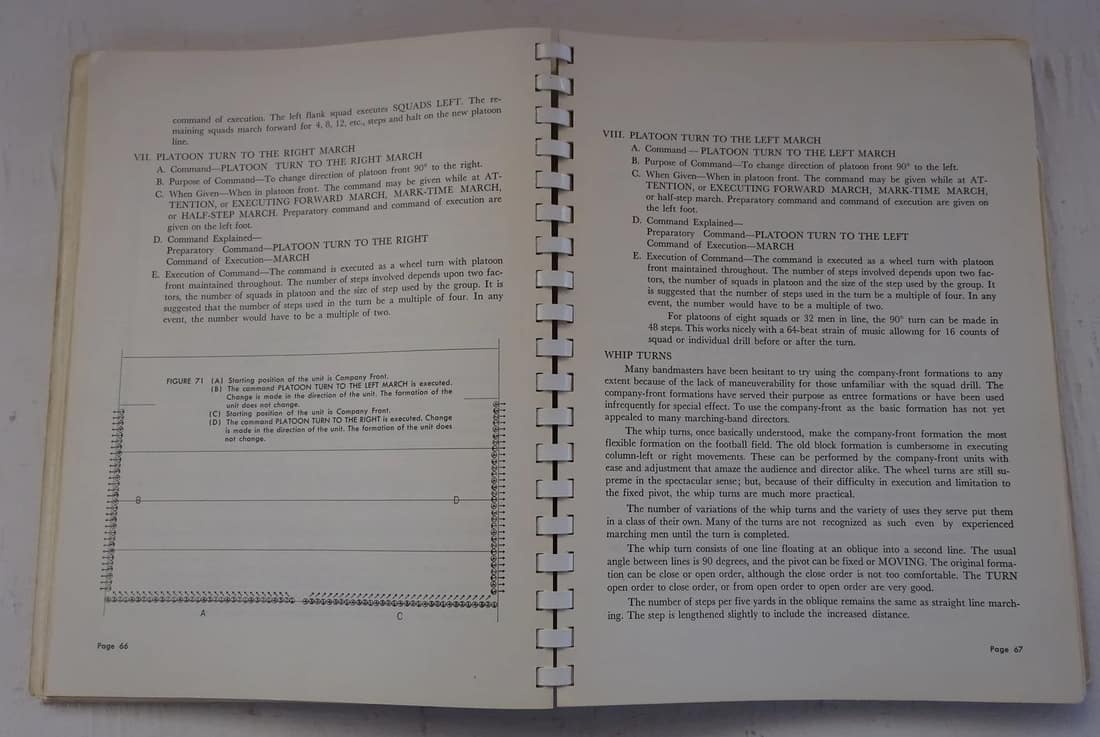 command of execution. The left flank squad executes SQUADS LEFT. The re-
maining squads march forward for 4, 8, 12, etc., steps and halt on the new platoon
line.
VII. PLATOON TURN TO THE RIGHT MARCH
A. Command—PLATOON TURN TO THE RIGHT MARCH
B. Purpose of Command—To change direction of platoon front 90° to the right.
C. When Given—When in platoon front. The command may be given while at AT-
TENTION, or EXECUTING FORWARD MARCH, MARK-TIME MARCH,
or HALF-STEP MARCH. Preparatory command and command of execution are
given on the left foot.
D. Command Explained—
Preparatory Command—PLATOON TURN TO THE RIGHT
Command of Execution—MARCH
E. Execution of Command—The command is executed as a wheel turn with platoon
front maintained throughout. The number of steps involved depends upon two fac-
tors, the number of squads in platoon and the size of step used by the group. It is
suggested that the number of steps used in the turn be a multiple of four. In any
event, the number would have to be a multiple of two.
FIGURE 71 (A) Starting position of the unit is Company Front.
(B) The command PLATOON TURN TO THE LEFT MARCH is executed.
Change is made in the direction of the unit. The formation of the
unit does not change.
(C) Starting position of the unit is Company Front.
(D) The command PLATOON TURN TO THE RIGHT is executed. Change
is made in the direction of the unit. The formation of the unit does
not change.
B
D
A
C
Page 66
VIII. PLATOON TURN TO THE LEFT MARCH
A. Command — PLATOON TURN TO THE LEFT MARCH
B. Purpose of Command—To change direction of platoon front 90° to the left.
C. When Given—When in platoon front. The command may be given while at AT-
TENTION, or EXECUTING FORWARD MARCH, MARK-TIME MARCH,
or half-step march. Preparatory command and command of execution are given on
the left foot.
D. Command Explained—
Preparatory Command—PLATOON TURN TO THE LEFT
Command of Execution—MARCH
E. Execution of Command—The command is executed as a wheel turn with platoon
front maintained throughout. The number of steps involved depends upon two fac-
tors, the number of squads in platoon and the size of the step used by the group. It
is suggested that the number of steps used in the turn be a multiple of four. In any
event, the number would have to be a multiple of two.
For platoons of eight squads or 32 men in line, the 90° turn can be made in
48 steps. This works nicely with a 64-beat strain of music allowing for 16 counts of
squad or individual drill before or after the turn.
WHIP TURNS
Many bandmasters have been hesitant to try using the company-front formations to any
extent because of the lack of maneuverability for those unfamiliar with the squad drill. The
company-front formations have served their purpose as entree formations or have been used
infrequently for special effect. To use the company-front as the basic formation has not yet
appealed to many marching-band directors.
The whip turns, once basically understood, make the company-front formation the most
flexible formation on the football field. The old block formation is cumbersome in executing
column-left or right movements. These can be performed by the company-front units with
ease and adjustment that amaze the audience and director alike. The wheel turns are still su-
preme in the spectacular sense; but, because of their difficulty in execution and limitation to
the fixed pivot, the whip turns are much more practical.
The number of variations of the whip turns and the variety of uses they serve put them
in a class of their own. Many of the turns are not recognized as such even by experienced
marching men until the turn is completed.
The whip turn consists of one line floating at an oblique into a second line. The usual
angle between lines is 90 degrees, and the pivot can be fixed or MOVING. The original forma-
tion can be close or open order, although the close order is not too comfortable. The TURN
open order to close order, or from open order to open order are very good.
The number of steps per five yards in the oblique remains the same as straight line march-
ing. The step is lengthened slightly to include the increased distance.
Page 67